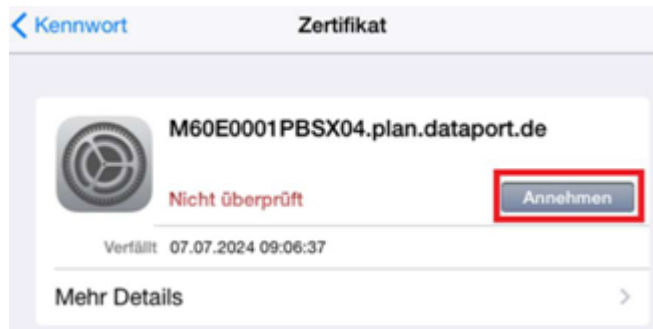 Kennwort Zertifikat
M60E0001PBSX04.plan.dataport.de
Nicht überprüft Annehmen
Verfällt 07.07.2024 09:06:37
Mehr Details